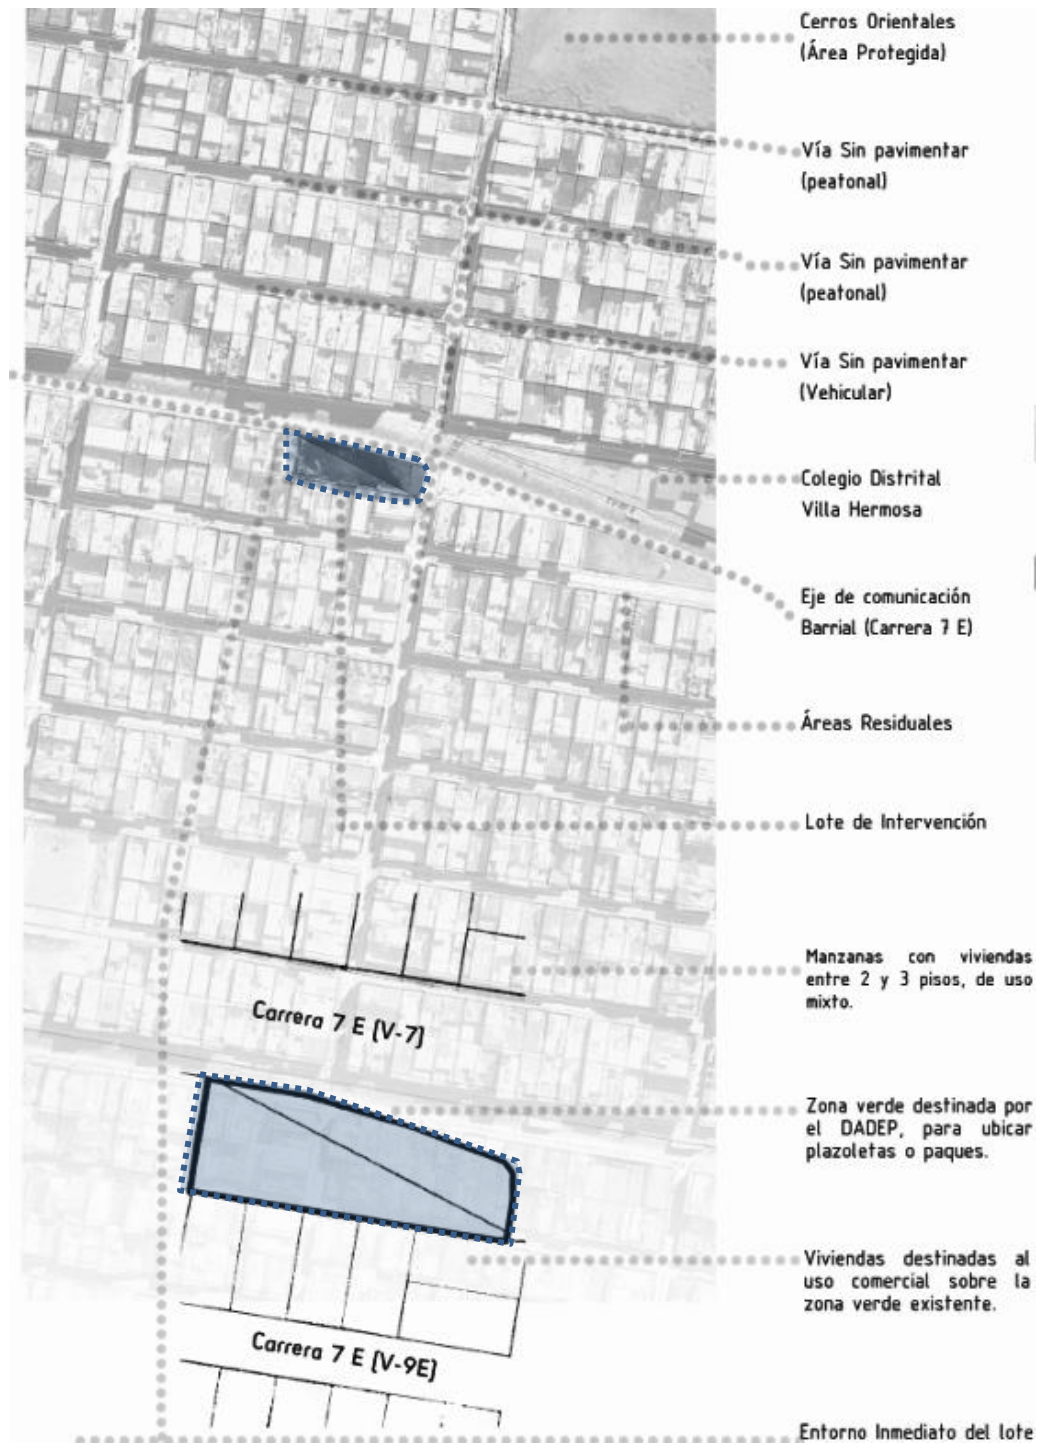 Cerros Orientales
(Área Protegida)
Vía Sin pavimentar
(peatonal)
Vía Sin pavimentar
(peatonal)
Vía Sin pavimentar
(Vehicular)
Colegio Distrital
Villa Hermosa
Eje de comunicación
Barrial (Carrera 7 E)
Áreas Residuales
Lote de Intervención
Manzanas con viviendas
entre 2 y 3 pisos, de uso
mixto.
Carrera 7 E (V-7)
Zona verde destinada por
el DADEP, para ubicar
plazoletas o paques.
Viviendas destinadas al
uso comercial sobre la
zona verde existente.
Carrera 7 E (V-9E)
Entorno Inmediato del lote